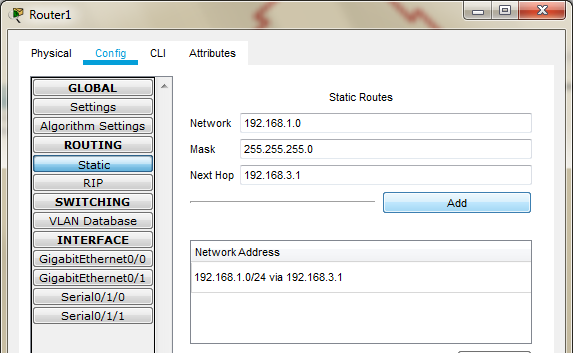 Router1
Physical Config CLI Attributes
GLOBAL
Settings
Algorithm Settings
ROUTING
Static
RIP
SWITCHING
VLAN Database
INTERFACE
GigabitEthernet0/0
GigabitEthernet0/1
Serial0/1/0
Serial0/1/1
Static Routes
Network 192.168.1.0
Mask 255.255.255.0
Next Hop 192.168.3.1
Add
Network Address
192.168.1.0/24 via 192.168.3.1